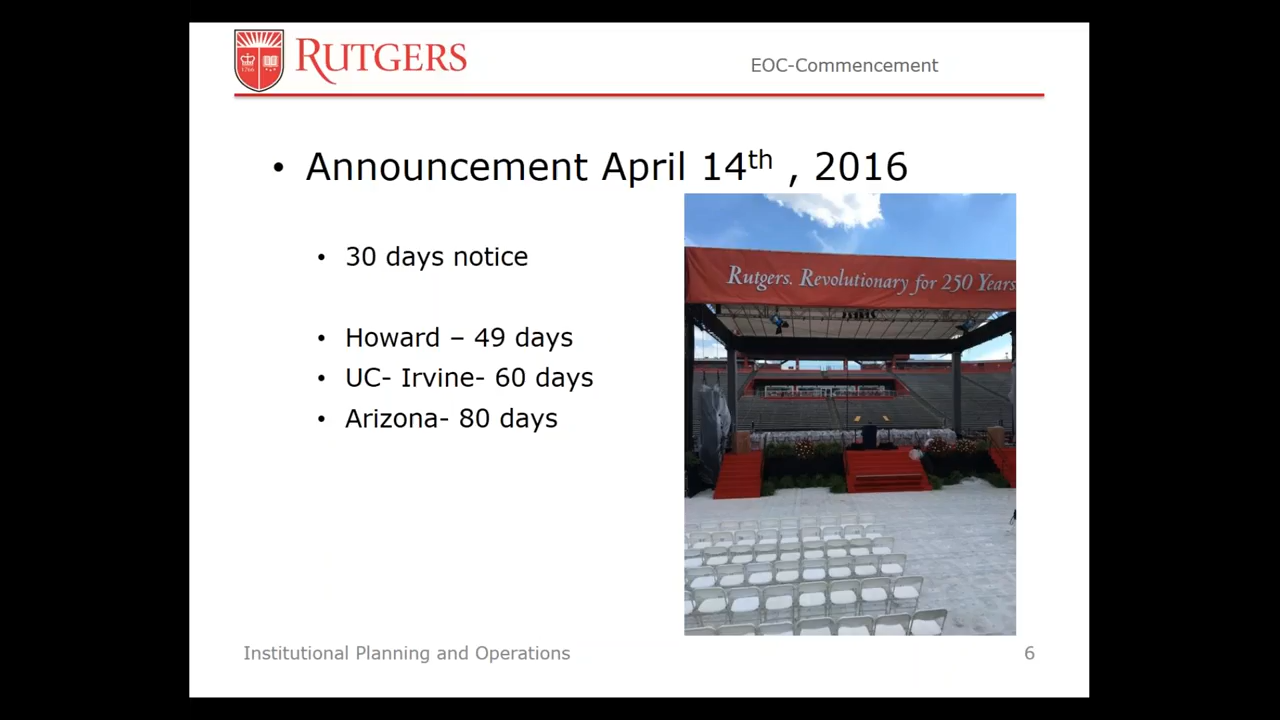 RUTGERS
EOC-Commencement
• Announcement April 14th , 2016
• 30 days notice
• Howard – 49 days
• UC- Irvine- 60 days
• Arizona- 80 days
Rutgers. Revolutionary for 250 Years
Institutional Planning and Operations
6